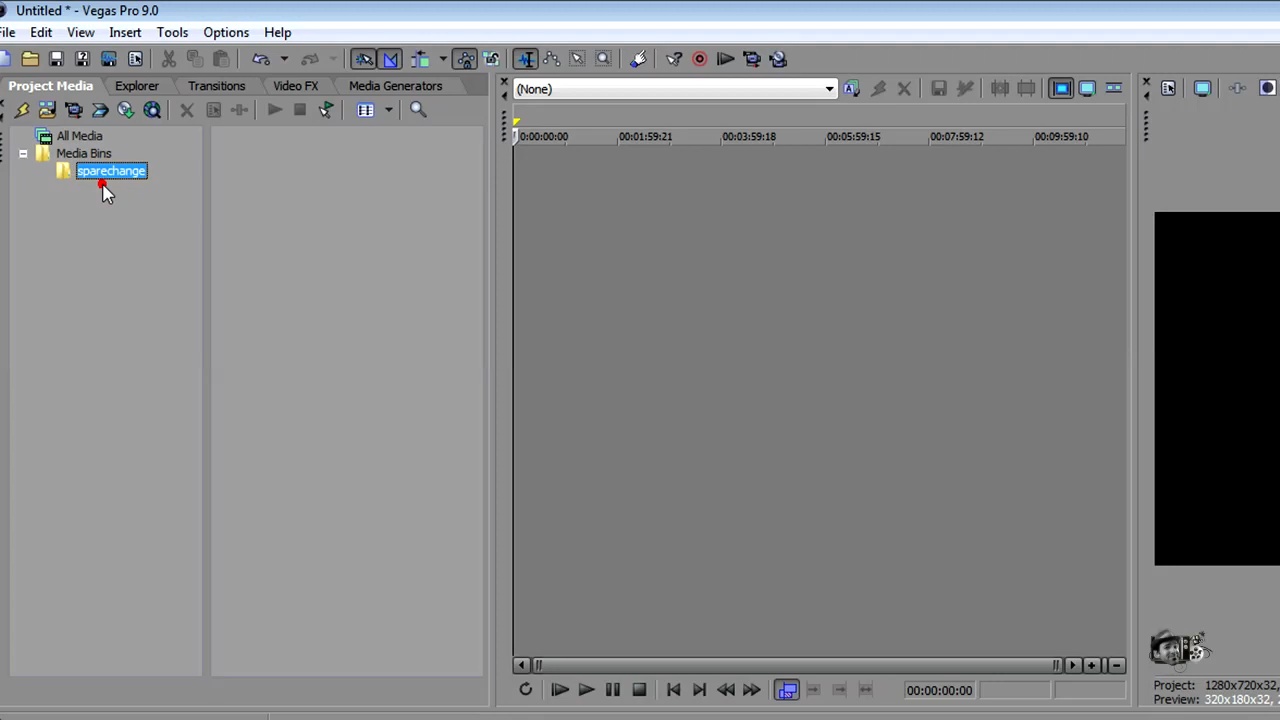 Untitled * - Vegas Pro 9.0
File Edit View Insert Tools Options Help
Project Media Explorer Transitions Video FX Media Generators
(None)
All Media
Media Bins
sparechange
0:00:00:00 00:01:59:21 00:03:59:18 00:05:59:15 00:07:59:12 00:09:59:10
00:00:00:00
Project: 1280x720x32,
Preview: 320x180x32,